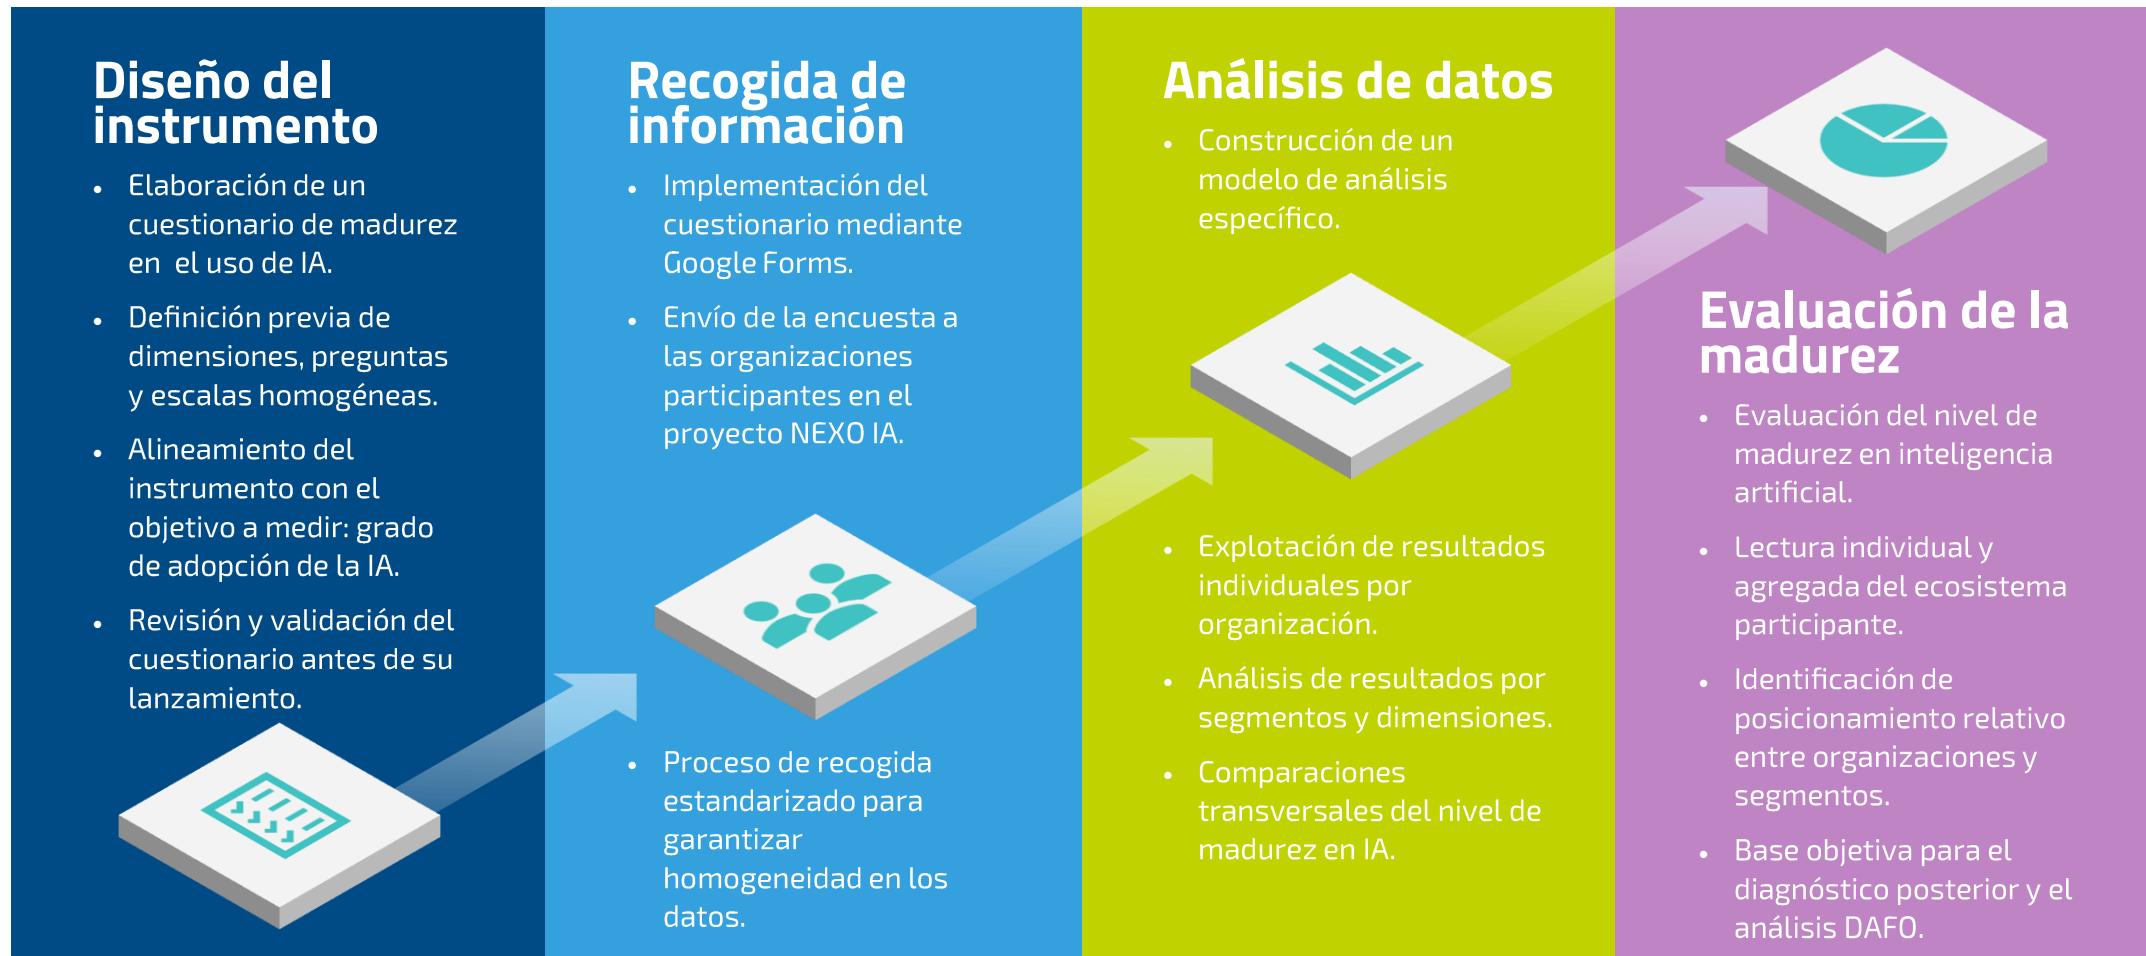 Diseño del
instrumento
• Elaboración de un
cuestionario de madurez
en el uso de IA.
• Definición previa de
dimensiones, preguntas
y escalas homogéneas.
• Alineamiento del
instrumento con el
objetivo a medir: grado
de adopción de la IA.
• Revisión y validación del
cuestionario antes de su
lanzamiento.
Recogida de
información
• Implementación del
cuestionario mediante
Google Forms.
• Envío de la encuesta a
las organizaciones
participantes en el
proyecto NEXO IA.
• Proceso de recogida
estandarizado para
garantizar
homogeneidad en los
datos.
Análisis de datos
• Construcción de un
modelo de análisis
específico.
• Explotación de resultados
individuales por
organización.
• Análisis de resultados por
segmentos y dimensiones.
• Comparaciones
transversales del nivel de
madurez en IA.
Evaluación de la
madurez
• Evaluación del nivel de
madurez en inteligencia
artificial.
• Lectura individual y
agregada del ecosistema
participante.
• Identificación de
posicionamiento relativo
entre organizaciones y
segmentos.
• Base objetiva para el
diagnóstico posterior y el
análisis DAFO.